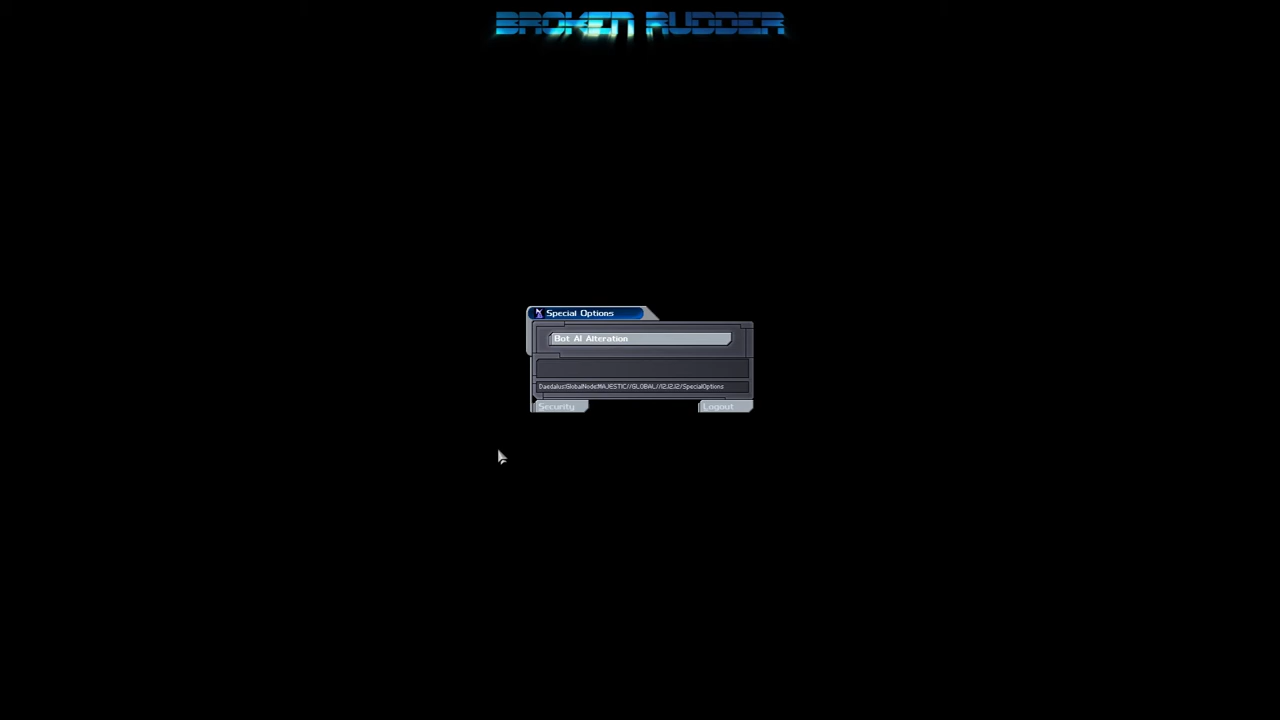 BROKEN RUDDER
Special Options
Bot AI Alteration
Daedalus:GlobalNode:MAJESTIC//GLOBAL//12.12.12/SpecialOptions
Security
Logout